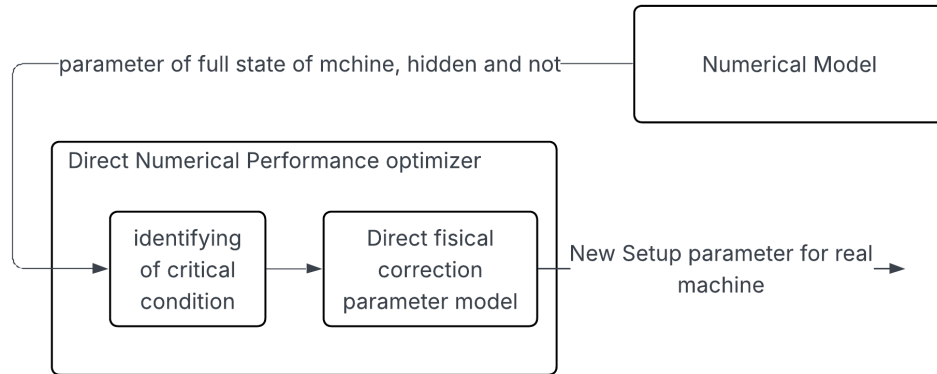 parameter of full state of mchine, hidden and not
Numerical Model
Direct Numerical Performance optimizer
identifying
of critical
condition
Direct fisical
correction
parameter model
New Setup parameter for real
machine